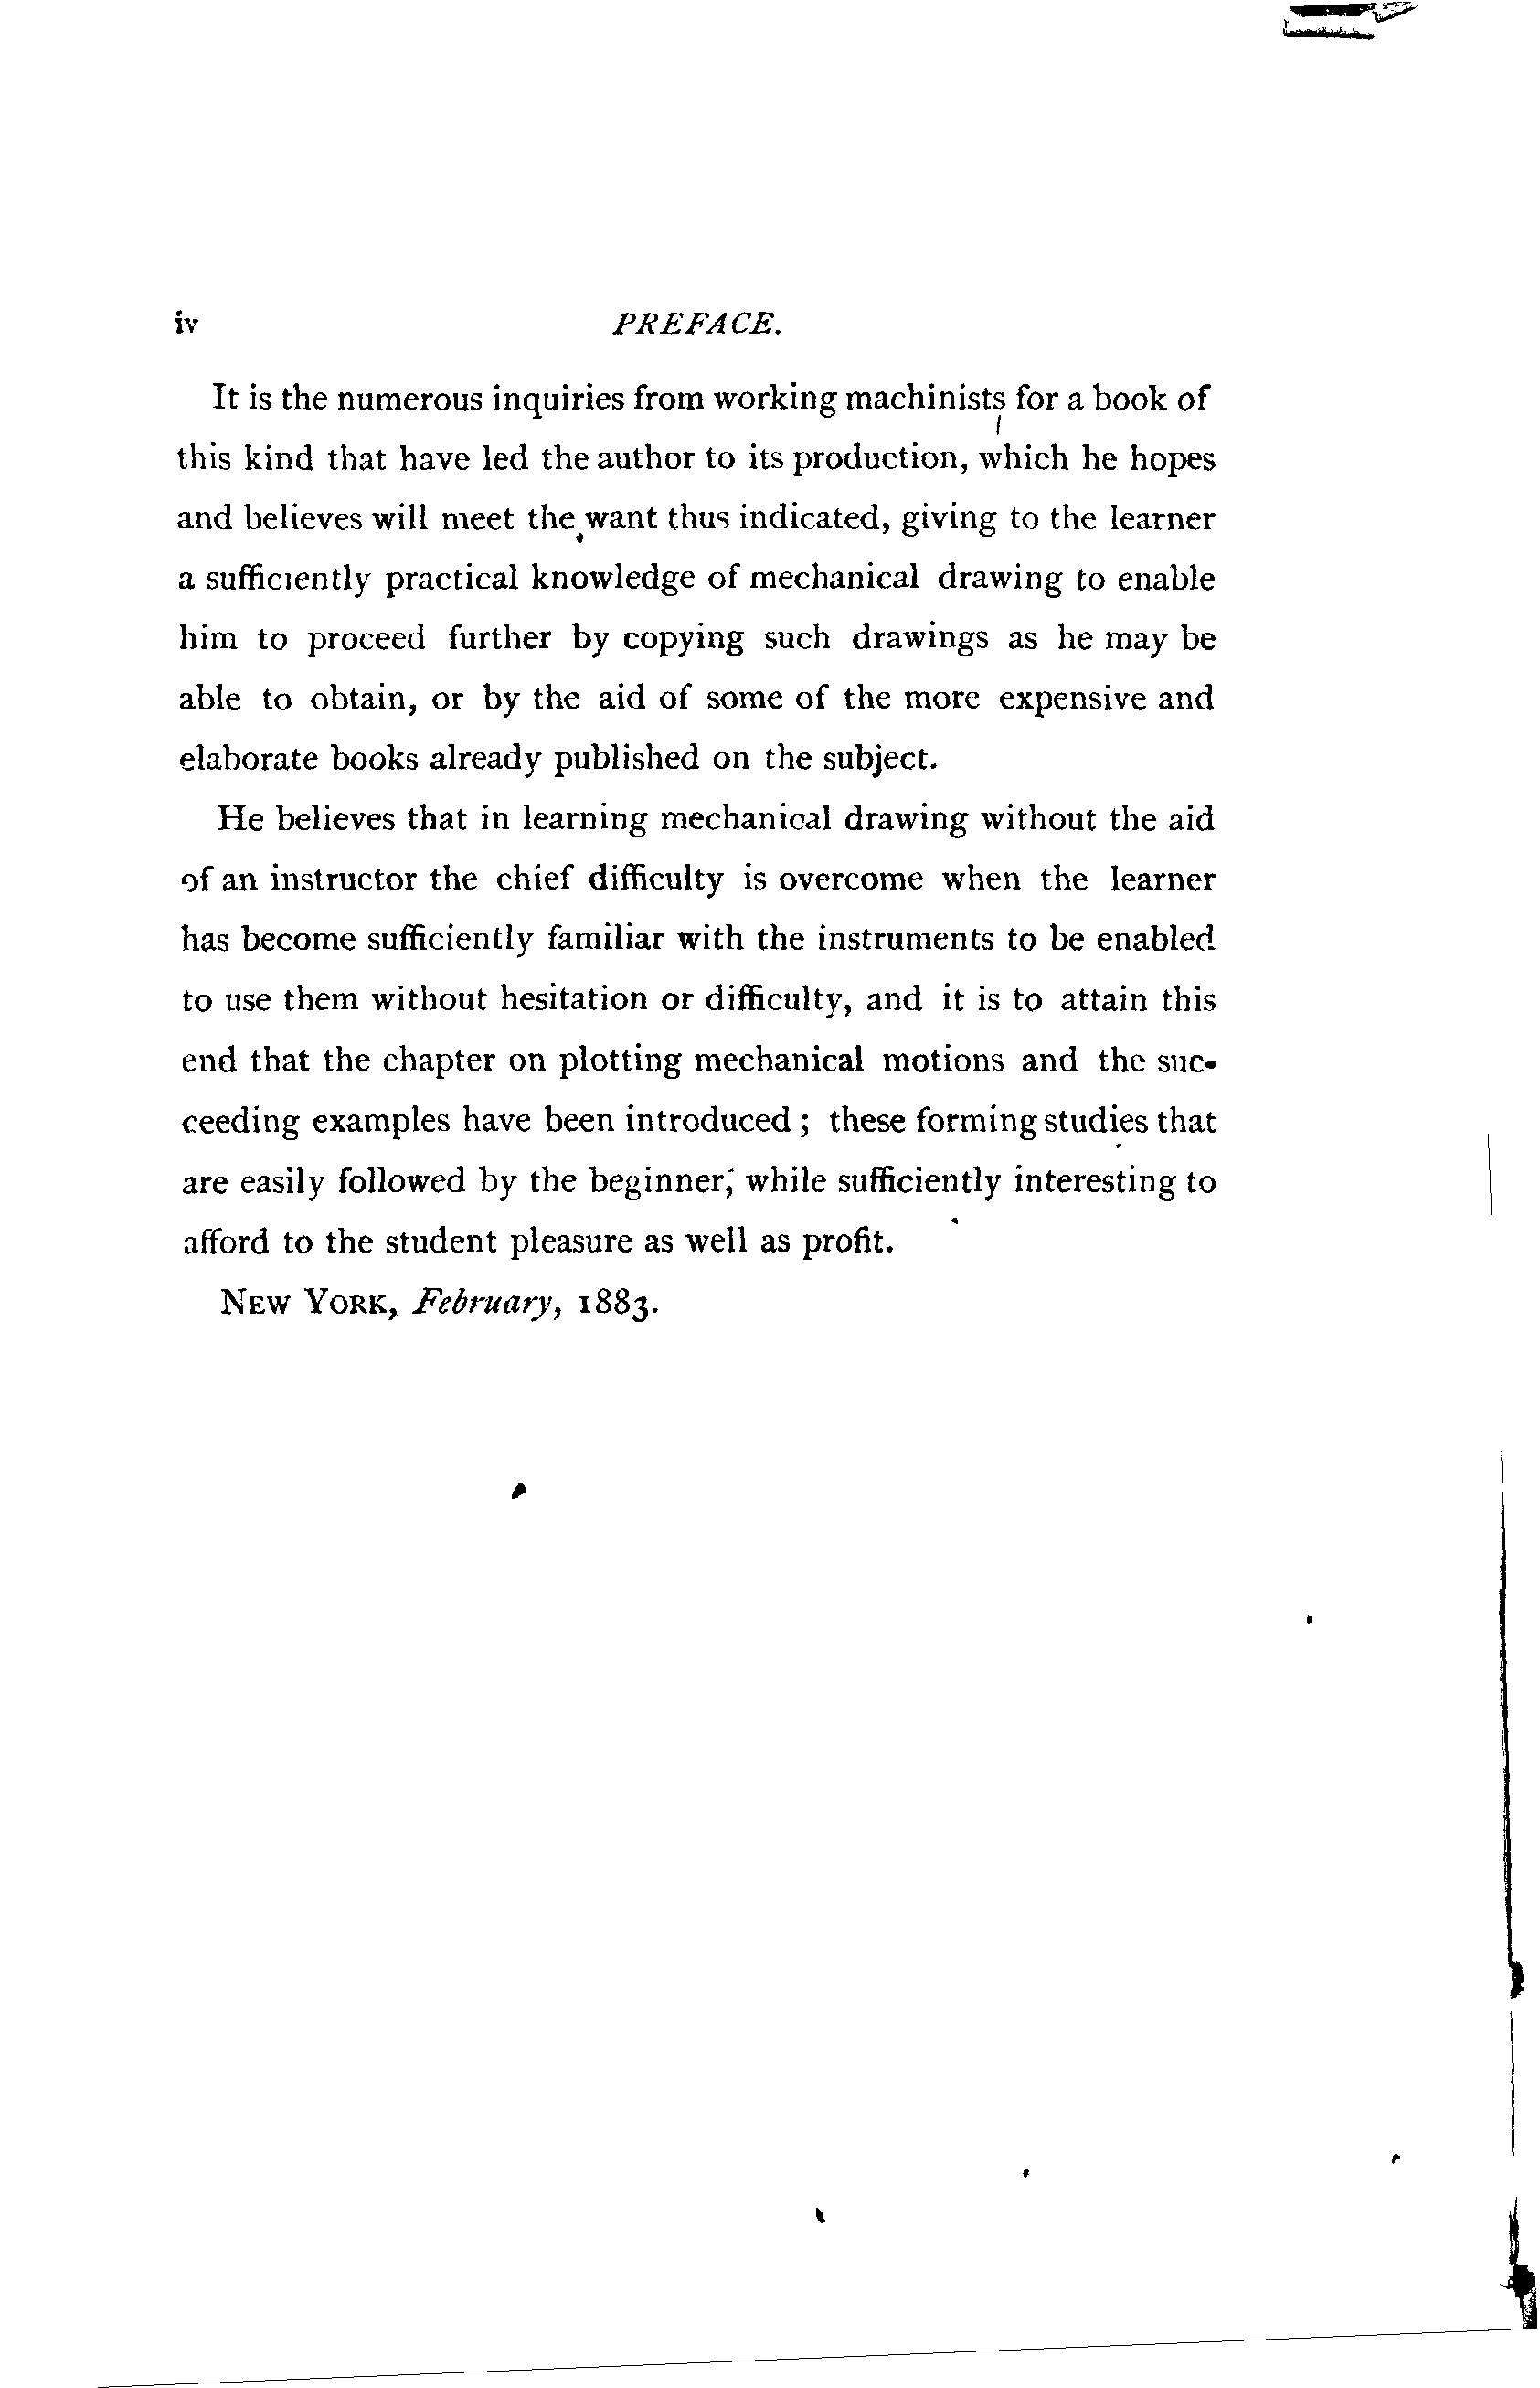 iv PREFACE.
It is the numerous inquiries from working machinists for a book of
this kind that have led the author to its production, which he hopes
and believes will meet the want thus indicated, giving to the learner
a sufficiently practical knowledge of mechanical drawing to enable
him to proceed further by copying such drawings as he may be
able to obtain, or by the aid of some of the more expensive and
elaborate books already published on the subject.
He believes that in learning mechanical drawing without the aid
of an instructor the chief difficulty is overcome when the learner
has become sufficiently familiar with the instruments to be enabled
to use them without hesitation or difficulty, and it is to attain this
end that the chapter on plotting mechanical motions and the suc-
ceeding examples have been introduced; these forming studies that
are easily followed by the beginner, while sufficiently interesting to
afford to the student pleasure as well as profit.
NEW YORK, February, 1883.